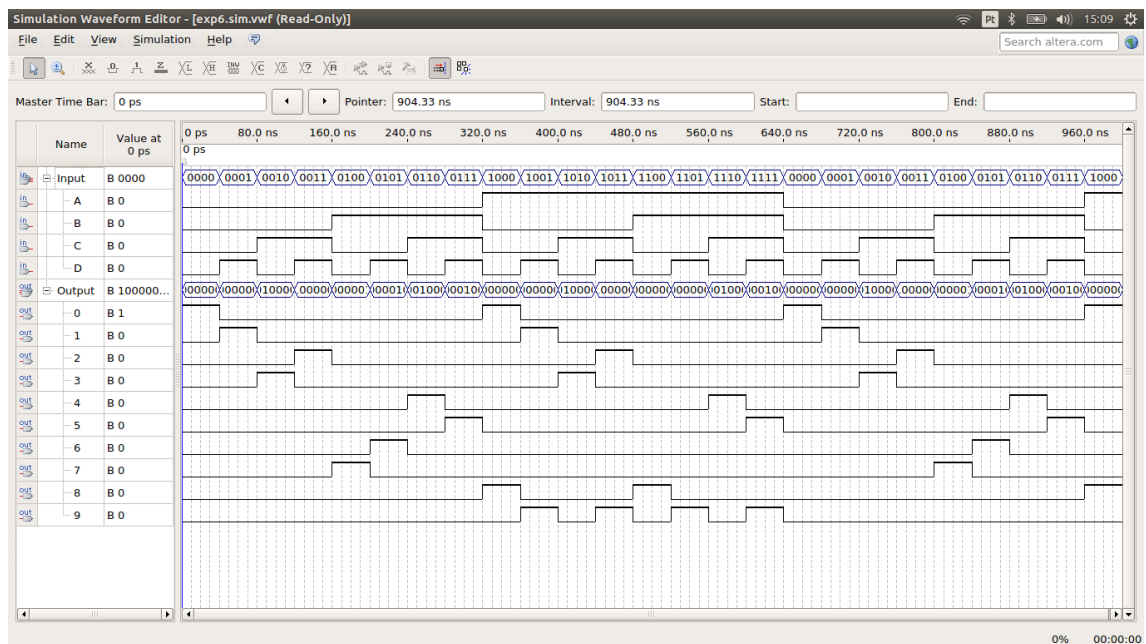 Simulation Waveform Editor - [exp6.sim.vwf (Read-Only)]
Pt
15:09
File Edit View Simulation Help
Search altera.com
Master Time Bar: 0 ps
Pointer: 904.33 ns
Interval: 904.33 ns
Start:
End:
Name
Value at
0 ps
0 ps 80.0 ns 160.0 ns 240.0 ns 320.0 ns 400.0 ns 480.0 ns 560.0 ns 640.0 ns 720.0 ns 800.0 ns 880.0 ns 960.0 ns
0 ps
Input B 0000 0000 0001 0010 0011 0100 0101 0110 0111 1000 1001 1010 1011 1100 1101 1110 1111 0000 0001 0010 0011 0100 0101 0110 0111 1000
A B 0
B B 0
C B 0
D B 0
Output B 100000...
0 B 1
1 B 0
2 B 0
3 B 0
4 B 0
5 B 0
6 B 0
7 B 0
8 B 0
9 B 0
0% 00:00:00